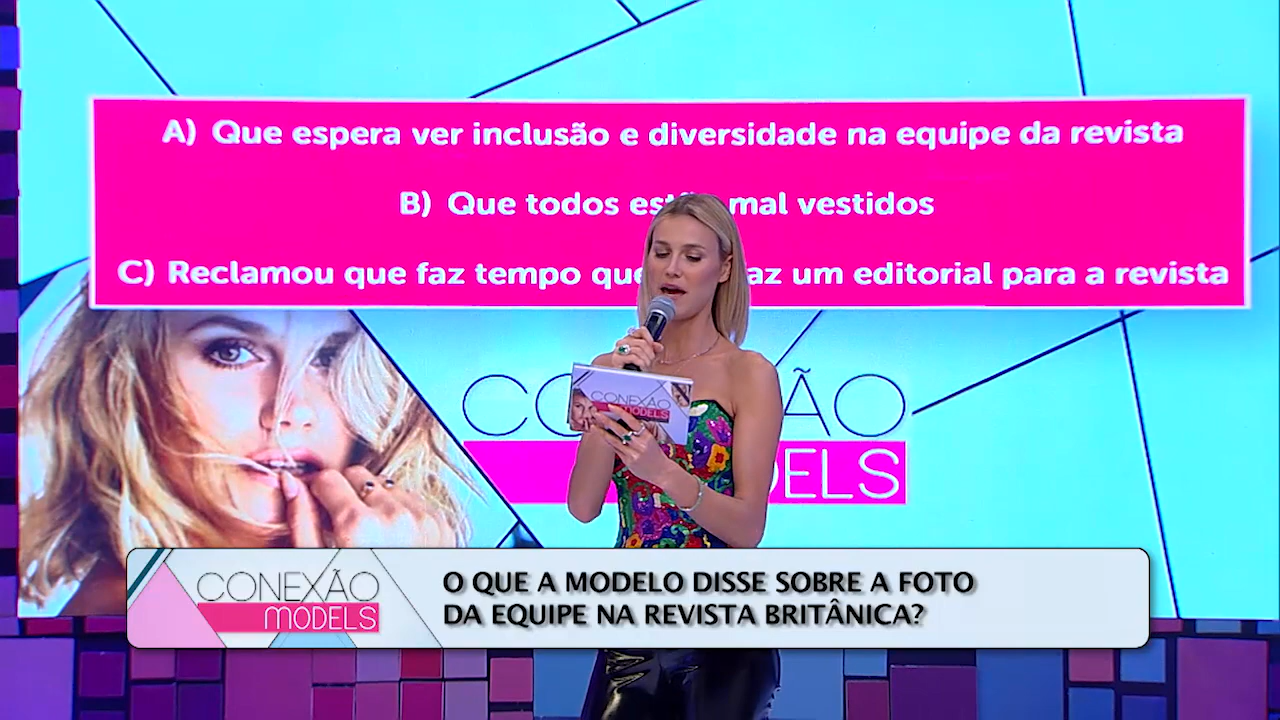 A) Que espera ver inclusão e diversidade na equipe da revista
B) Que todos mal vestidos
C) Reclamou que faz tempo que um editorial para a revista
CONEXÃO
MODELS
CONEXÃO
MODELS
O QUE A MODELO DISSE SOBRE A FOTO
DA EQUIPE NA REVISTA BRITÂNICA?